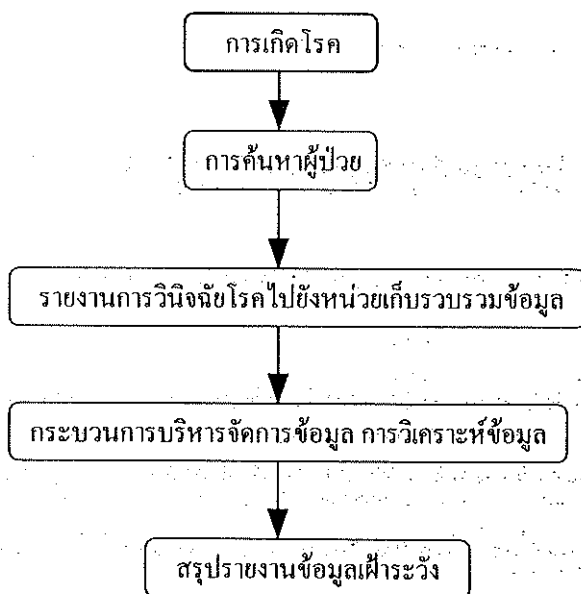 การเกิดโรค
การค้นหาผู้ป่วย
รายงานการวินิจฉัยโรคไปยังหน่วยเก็บรวบรวมข้อมูล
กระบวนการบริหารจัดการข้อมูล การวิเคราะห์ข้อมูล
สรุปรายงานข้อมูลเฝ้าระวัง